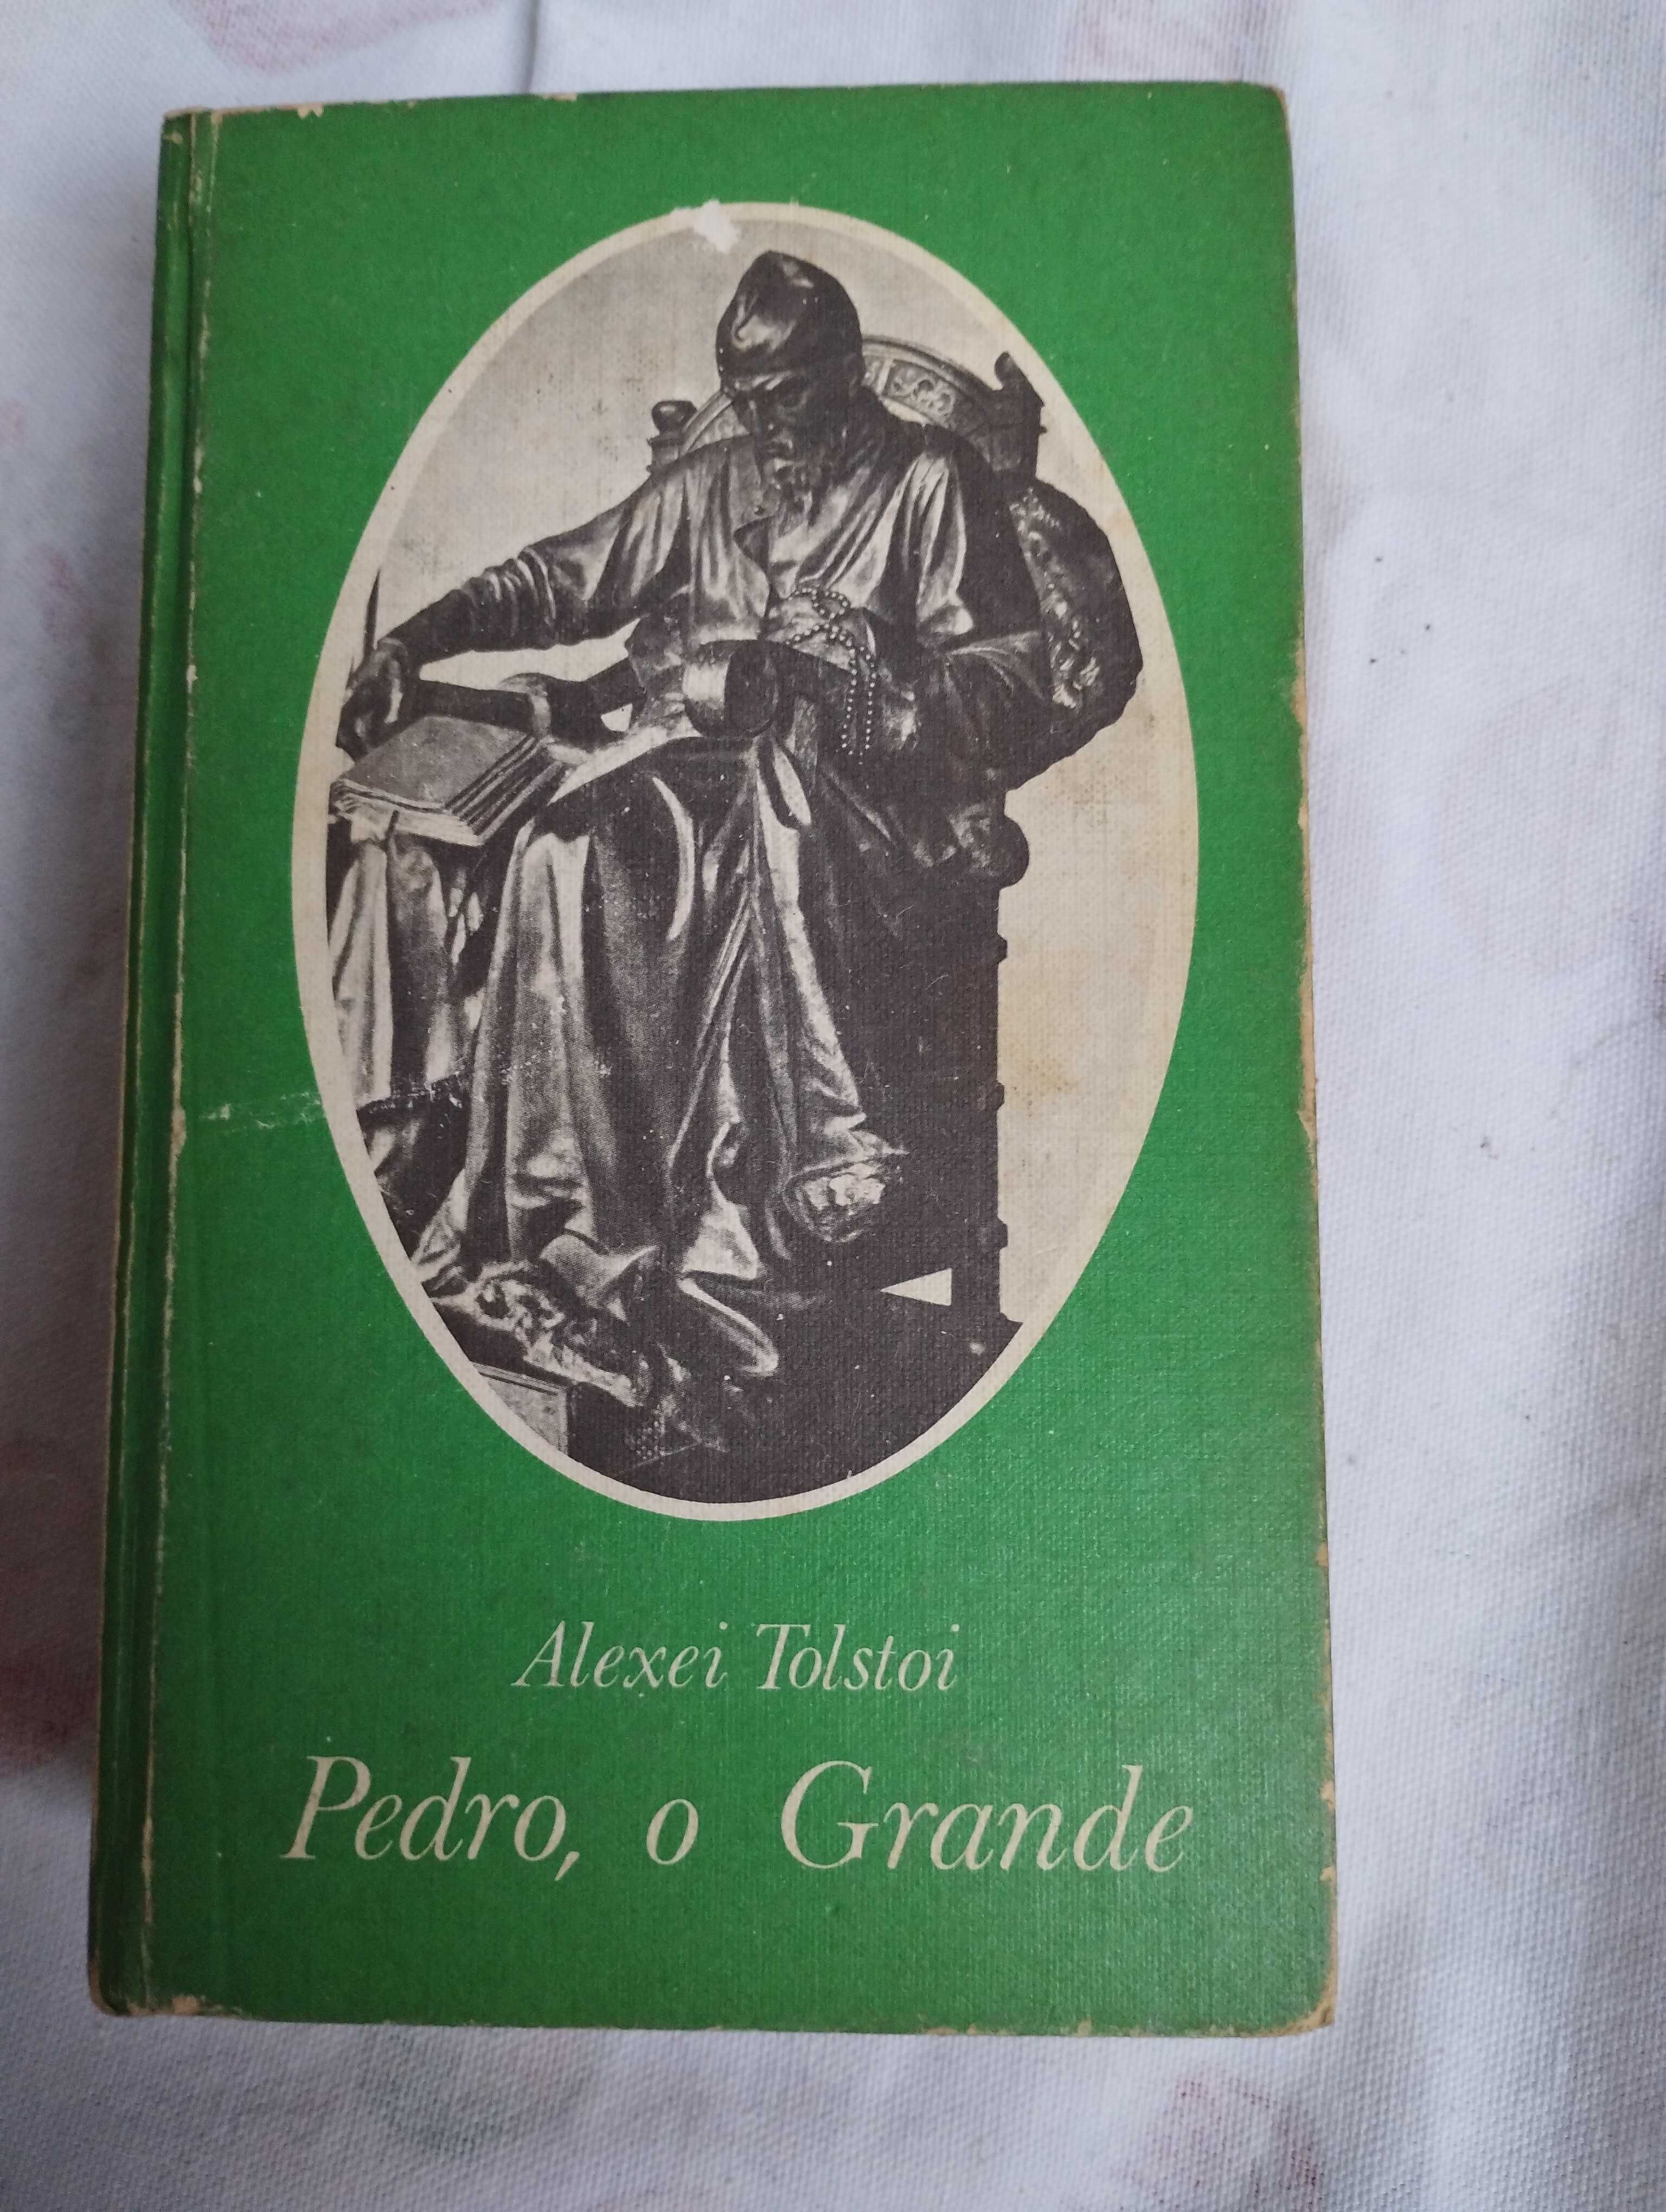 Alexei Tolstoi
Pedro, o Grande